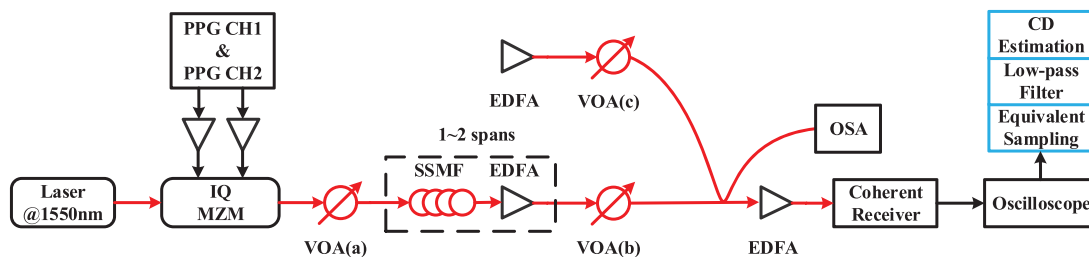 PPG CH1
&
PPG CH2
EDFA
VOA(c)
CD
Estimation
Low-pass
Filter
Equivalent
Sampling
OSA
1~2 spans
SSMF
EDFA
Laser
@1550nm
IQ
MZM
VOA(a)
VOA(b)
EDFA
Coherent
Receiver
Oscilloscope